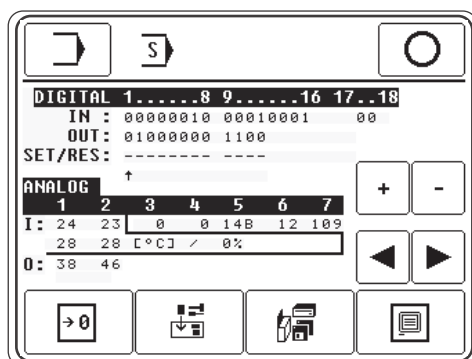 S
DIGITAL 1......8 9......16 17..18
IN : 00000010 00010001 00
OUT: 01000000 1100
SET/RES: -------- ----
↑
ANALOG
1 2 3 4 5 6 7
I: 24 23 0 0 14B 12 109
28 28 [°C] / 0%
O: 38 46
+ -
→0